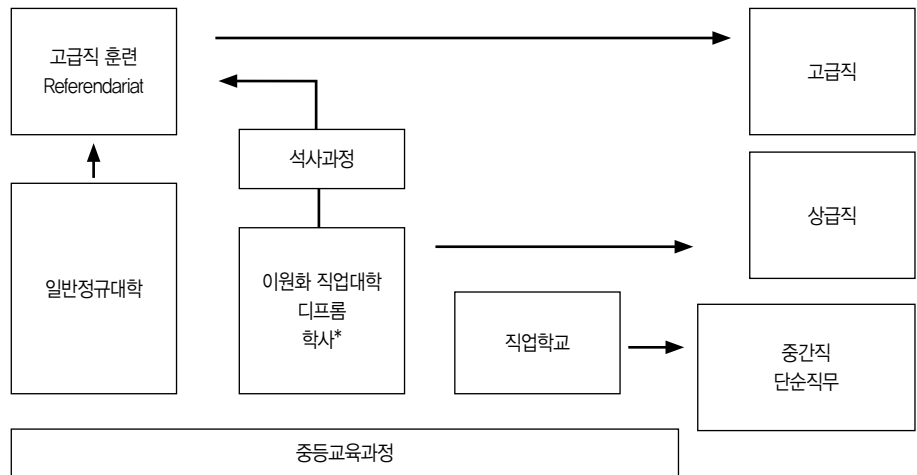 고급직 훈련
Referendariat
고급직
석사과정
상급직
일반정규대학
이원화 직업대학
디프롬
학사*
직업학교
중간직
단순직무
중등교육과정